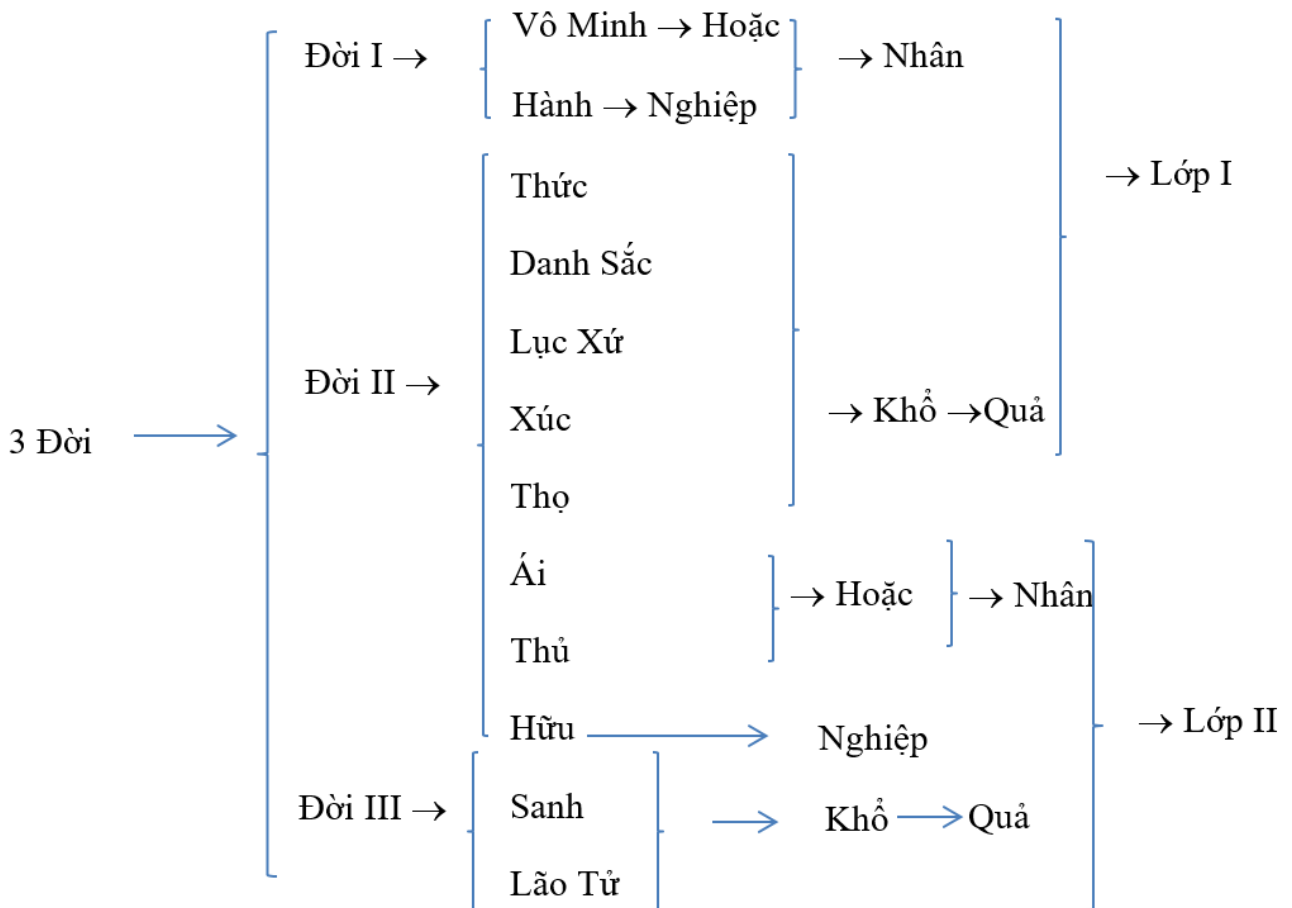 Vô Minh → Hoặc
Đời I →
→ Nhân
Hành → Nghiệp
→ Lớp I
Thức
Danh Sắc
Lục Xứ
Đời II →
Xúc
→ Khổ →Quả
3 Đời
Thọ
Ái
→ Hoặc
→ Nhân
Thủ
Hữu
Nghiệp
→ Lớp II
Đời III →
Sanh
Khổ
Quả
Lão Tử